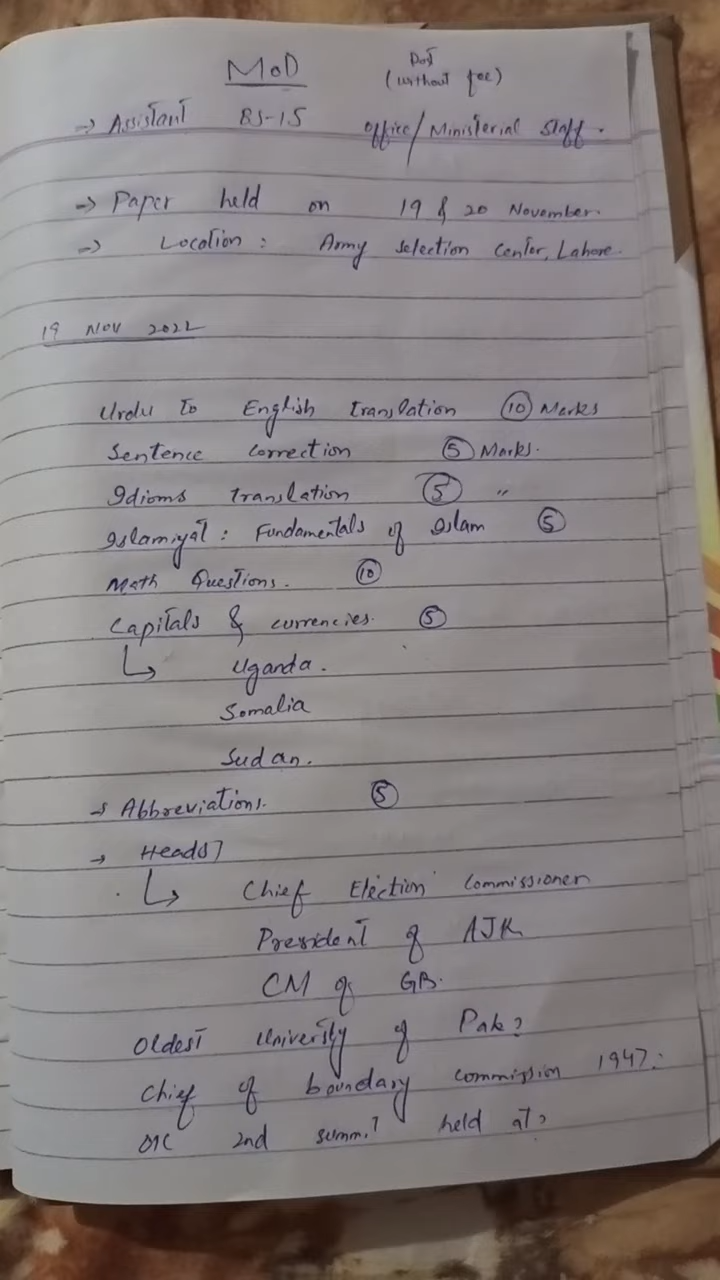 MOD
(without fee)
→ Assistant BS-15 office/Ministerial staff.
→ Paper held on 19 & 20 November.
→ Location: Army selection center, Lahore.
19 Nov 2022
Urdu to English translation 10 Marks
Sentence correction 5 Marks.
Idioms translation 5 "
Islamiyat: Fundamentals of Islam 5
Math Questions. 10
Capitals & currencies. 5
↳ Uganda.
Somalia
Sudan.
→ Abbreviations. 5
→ Heads?
↳ Chief Election Commissioner
President of AJK
CM of GB.
Oldest University of Pak?
Chief of boundary commission 1947.
OIC 2nd summit held at?